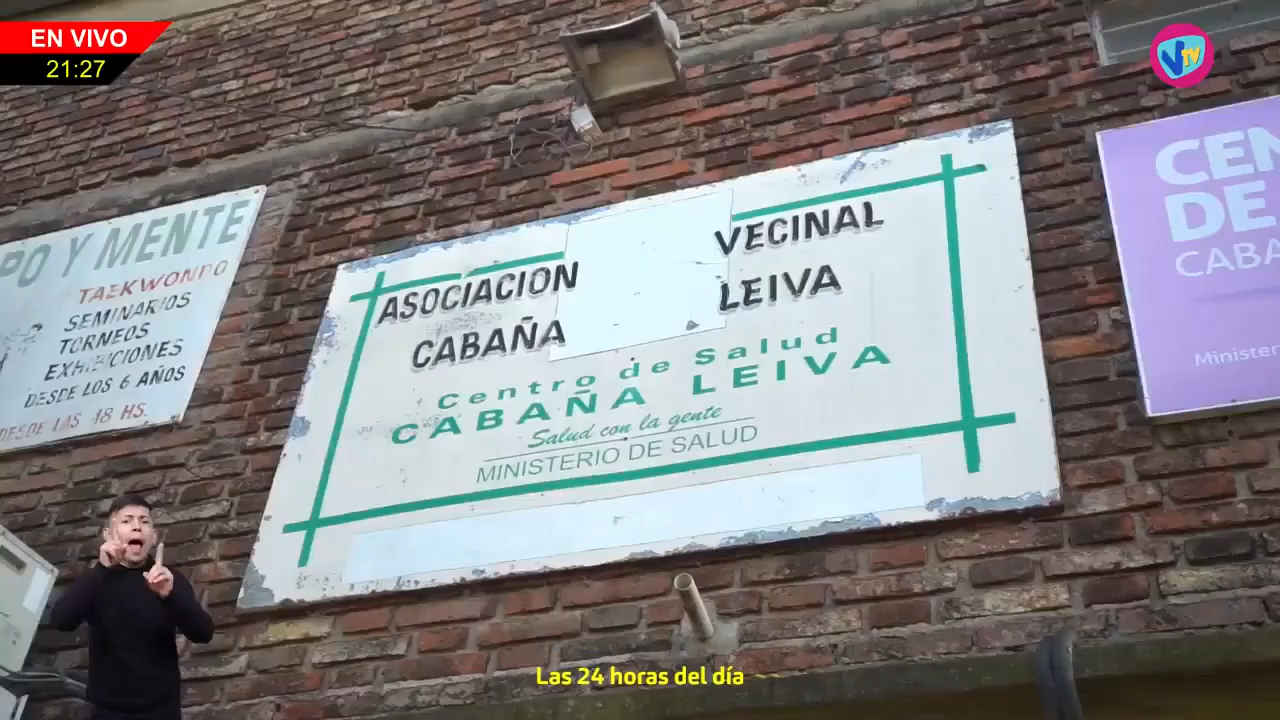 EN VIVO
21:27
VTV
PO Y MENTE
TAEKWONDO
SEMINARIOS
TORNEOS
EXHIBICIONES
DESDE LOS 6 AÑOS
DESDE LAS 18 HS.
ASOCIACION VECINAL
CABAÑA LEIVA
Centro de Salud
CABAÑA LEIVA
Salud con la gente
MINISTERIO DE SALUD
CEN
DE
CABA
Minister
Las 24 horas del día